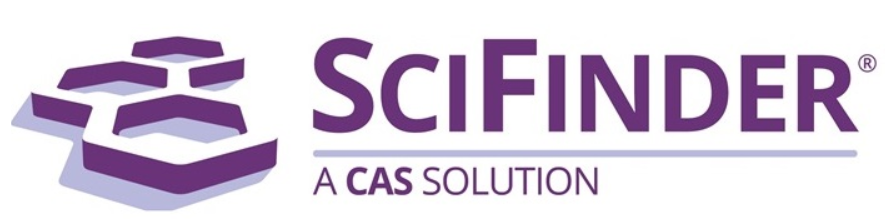 SCIFINDER®
A CAS SOLUTION